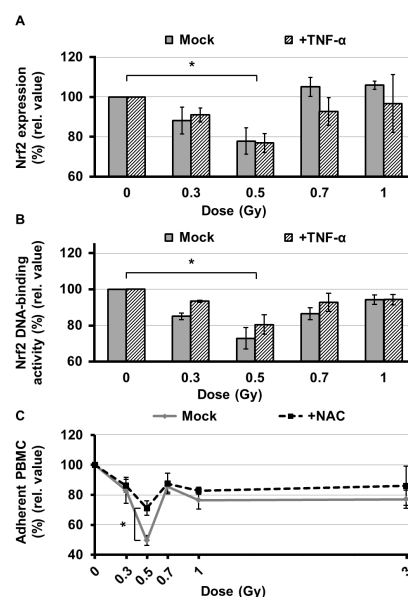 A
Mock +TNF-α
Nrf2 expression
(%) (rel. value)
120
100
80
60
*
0 0.3 0.5 0.7 1
Dose (Gy)
B
Mock +TNF-α
Nrf2 DNA-binding
activity (%) (rel. value)
120
100
80
60
*
0 0.3 0.5 0.7 1
Dose (Gy)
C
Mock +NAC
Adherent PBMC
(%) (rel. value)
120
100
80
60
40
*
0 0.3 0.5 0.7 1 3
Dose (Gy)